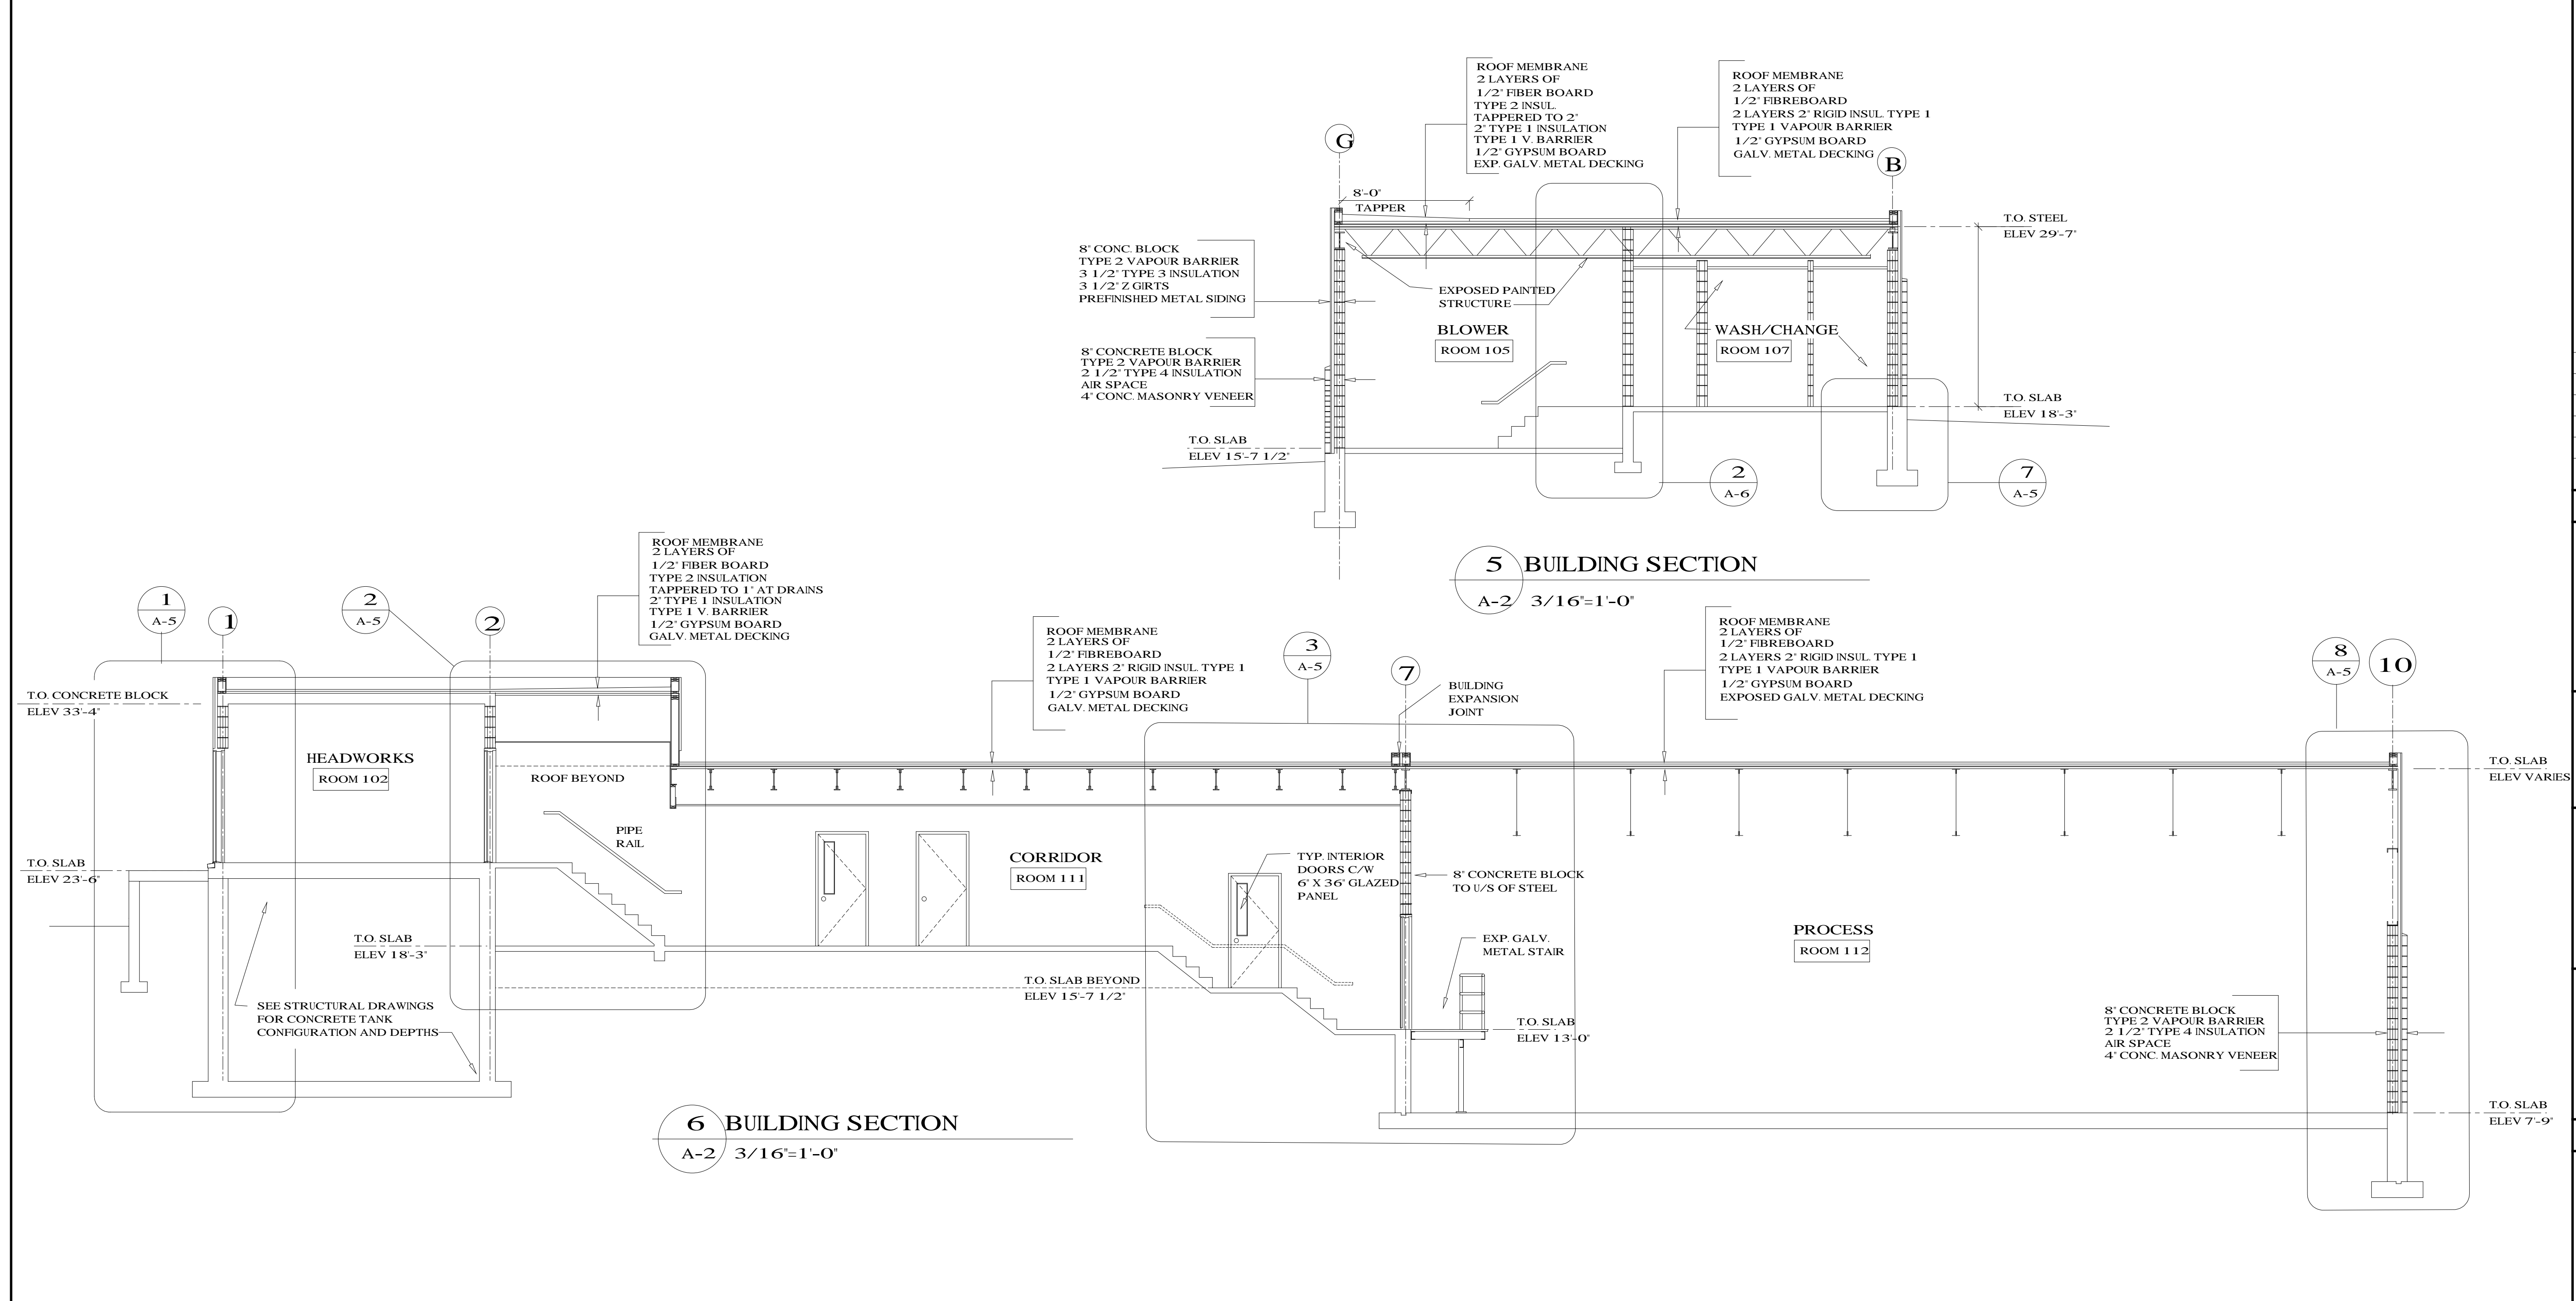 ROOF MEMBRANE
2 LAYERS OF
1/2" FIBER BOARD
TYPE 2 INSUL.
TAPPERED TO 2"
2" TYPE 1 INSULATION
TYPE 1 V. BARRIER
1/2" GYPSUM BOARD
EXP. GALV. METAL DECKING
ROOF MEMBRANE
2 LAYERS OF
1/2" FIBREBOARD
2 LAYERS 2" RIGID INSUL. TYPE 1
TYPE 1 VAPOUR BARRIER
1/2" GYPSUM BOARD
GALV. METAL DECKING
G
B
8'-0"
TAPPER
T.O. STEEL
ELEV 29'-7"
8" CONC. BLOCK
TYPE 2 VAPOUR BARRIER
3 1/2" TYPE 3 INSULATION
3 1/2" Z GIRTS
PREFINISHED METAL SIDING
EXPOSED PAINTED
STRUCTURE
BLOWER
ROOM 105
WASH/CHANGE
ROOM 107
8" CONCRETE BLOCK
TYPE 2 VAPOUR BARRIER
2 1/2" TYPE 4 INSULATION
AIR SPACE
4" CONC. MASONRY VENEER
T.O. SLAB
ELEV 18'-3"
T.O. SLAB
ELEV 15'-7 1/2"
2
A-6
7
A-5
5 BUILDING SECTION
A-2 3/16"=1'-0"
ROOF MEMBRANE
2 LAYERS OF
1/2" FIBER BOARD
TYPE 2 INSULATION
TAPPERED TO 1" AT DRAINS
2" TYPE 1 INSULATION
TYPE 1 V. BARRIER
1/2" GYPSUM BOARD
GALV. METAL DECKING
1
A-5
1
2
A-5
2
ROOF MEMBRANE
2 LAYERS OF
1/2" FIBREBOARD
2 LAYERS 2" RIGID INSUL. TYPE 1
TYPE 1 VAPOUR BARRIER
1/2" GYPSUM BOARD
GALV. METAL DECKING
3
A-5
7
BUILDING
EXPANSION
JOINT
ROOF MEMBRANE
2 LAYERS OF
1/2" FIBREBOARD
2 LAYERS 2" RIGID INSUL. TYPE 1
TYPE 1 VAPOUR BARRIER
1/2" GYPSUM BOARD
EXPOSED GALV. METAL DECKING
8
A-5
10
T.O. CONCRETE BLOCK
ELEV 33'-4"
HEADWORKS
ROOM 102
ROOF BEYOND
T.O. SLAB
ELEV VARIES
PIPE
RAIL
T.O. SLAB
ELEV 23'-6"
CORRIDOR
ROOM 111
TYP. INTERIOR
DOORS C/W
6" X 36" GLAZED
PANEL
8" CONCRETE BLOCK
TO U/S OF STEEL
T.O. SLAB
ELEV 18'-3"
EXP. GALV.
METAL STAIR
PROCESS
ROOM 112
T.O. SLAB BEYOND
ELEV 15'-7 1/2"
SEE STRUCTURAL DRAWINGS
FOR CONCRETE TANK
CONFIGURATION AND DEPTHS
T.O. SLAB
ELEV 13'-0"
8" CONCRETE BLOCK
TYPE 2 VAPOUR BARRIER
2 1/2" TYPE 4 INSULATION
AIR SPACE
4" CONC. MASONRY VENEER
T.O. SLAB
ELEV 7'-9"
6 BUILDING SECTION
A-2 3/16"=1'-0"